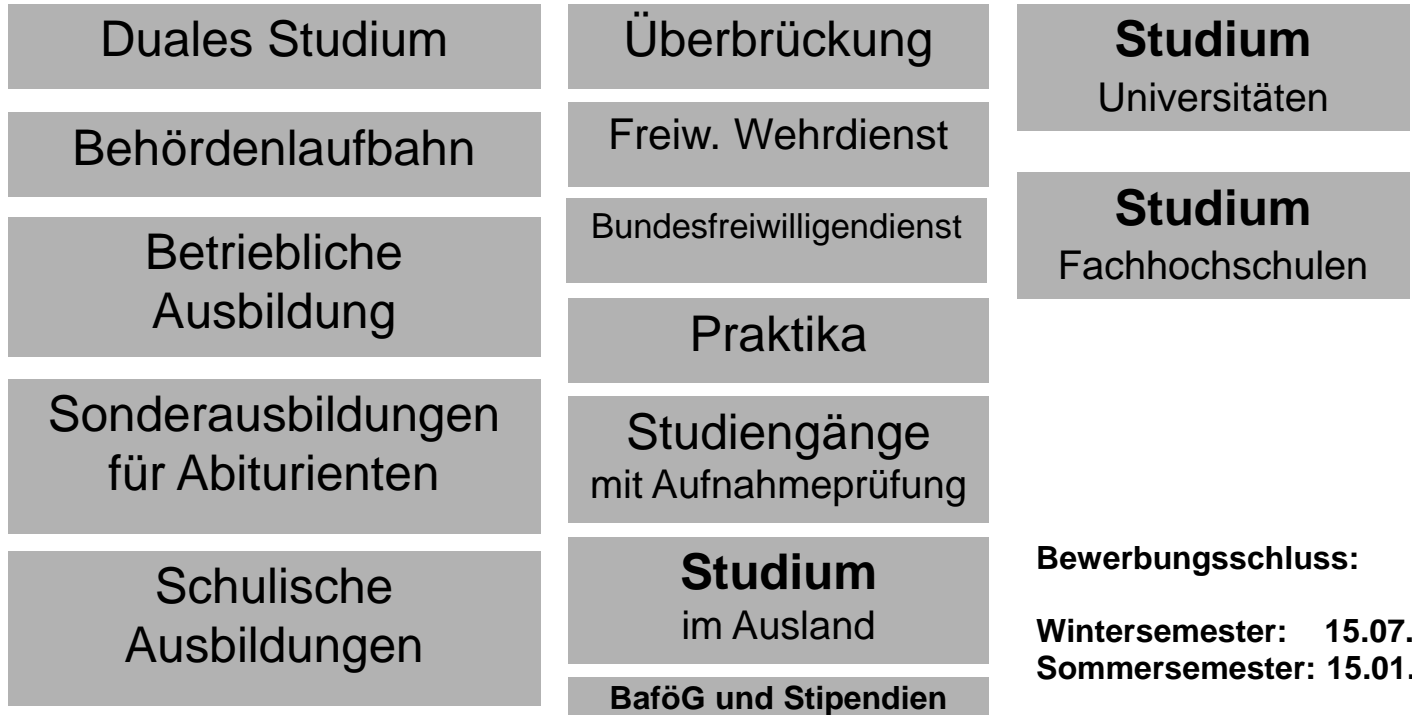 Duales Studium
Behördenlaufbahn
Betriebliche
Ausbildung
Sonderausbildungen
für Abiturienten
Schulische
Ausbildungen
Überbrückung
Freiw. Wehrdienst
Bundesfreiwilligendienst
Praktika
Studiengänge
mit Aufnahmeprüfung
Studium
im Ausland
BaföG und Stipendien
Studium
Universitäten
Studium
Fachhochschulen
Bewerbungsschluss:
Wintersemester: 15.07.
Sommersemester: 15.01.